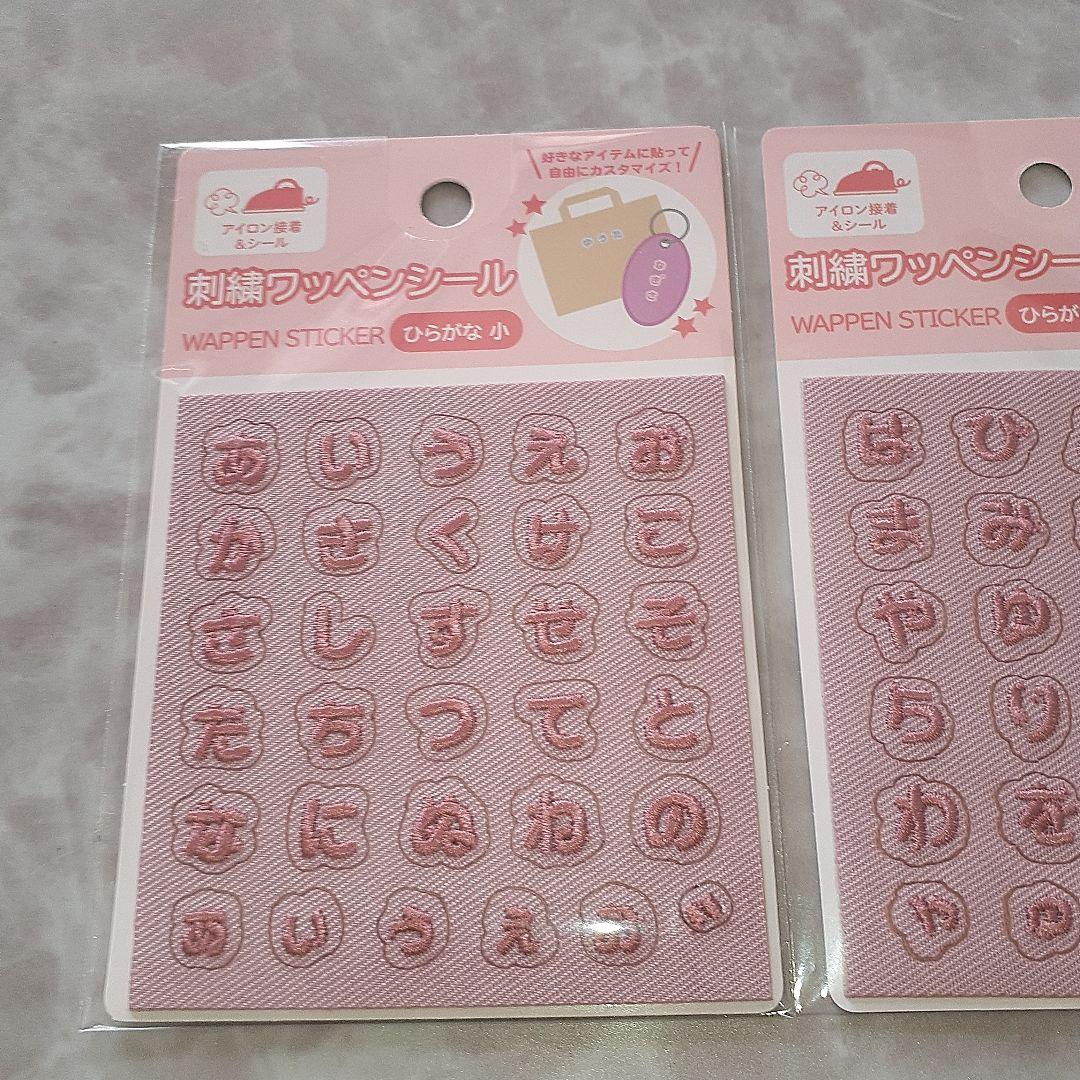 好きなアイテムに貼って
自由にカスタマイズ！
アイロン接着
＆シール
刺繍ワッペンシール
WAPPEN STICKER ひらがな 小
ゆうた
あ い う え お
か き く け こ
さ し す せ そ
た ち つ て と
な に ぬ ね の
ぁ ぃ ぅ ぇ ぉ
アイロン接着
＆シール
刺繍ワッペンシー
WAPPEN STICKER ひらが
は ひ
ま み
や ゆ
ら り
わ を
ゃ ゅ